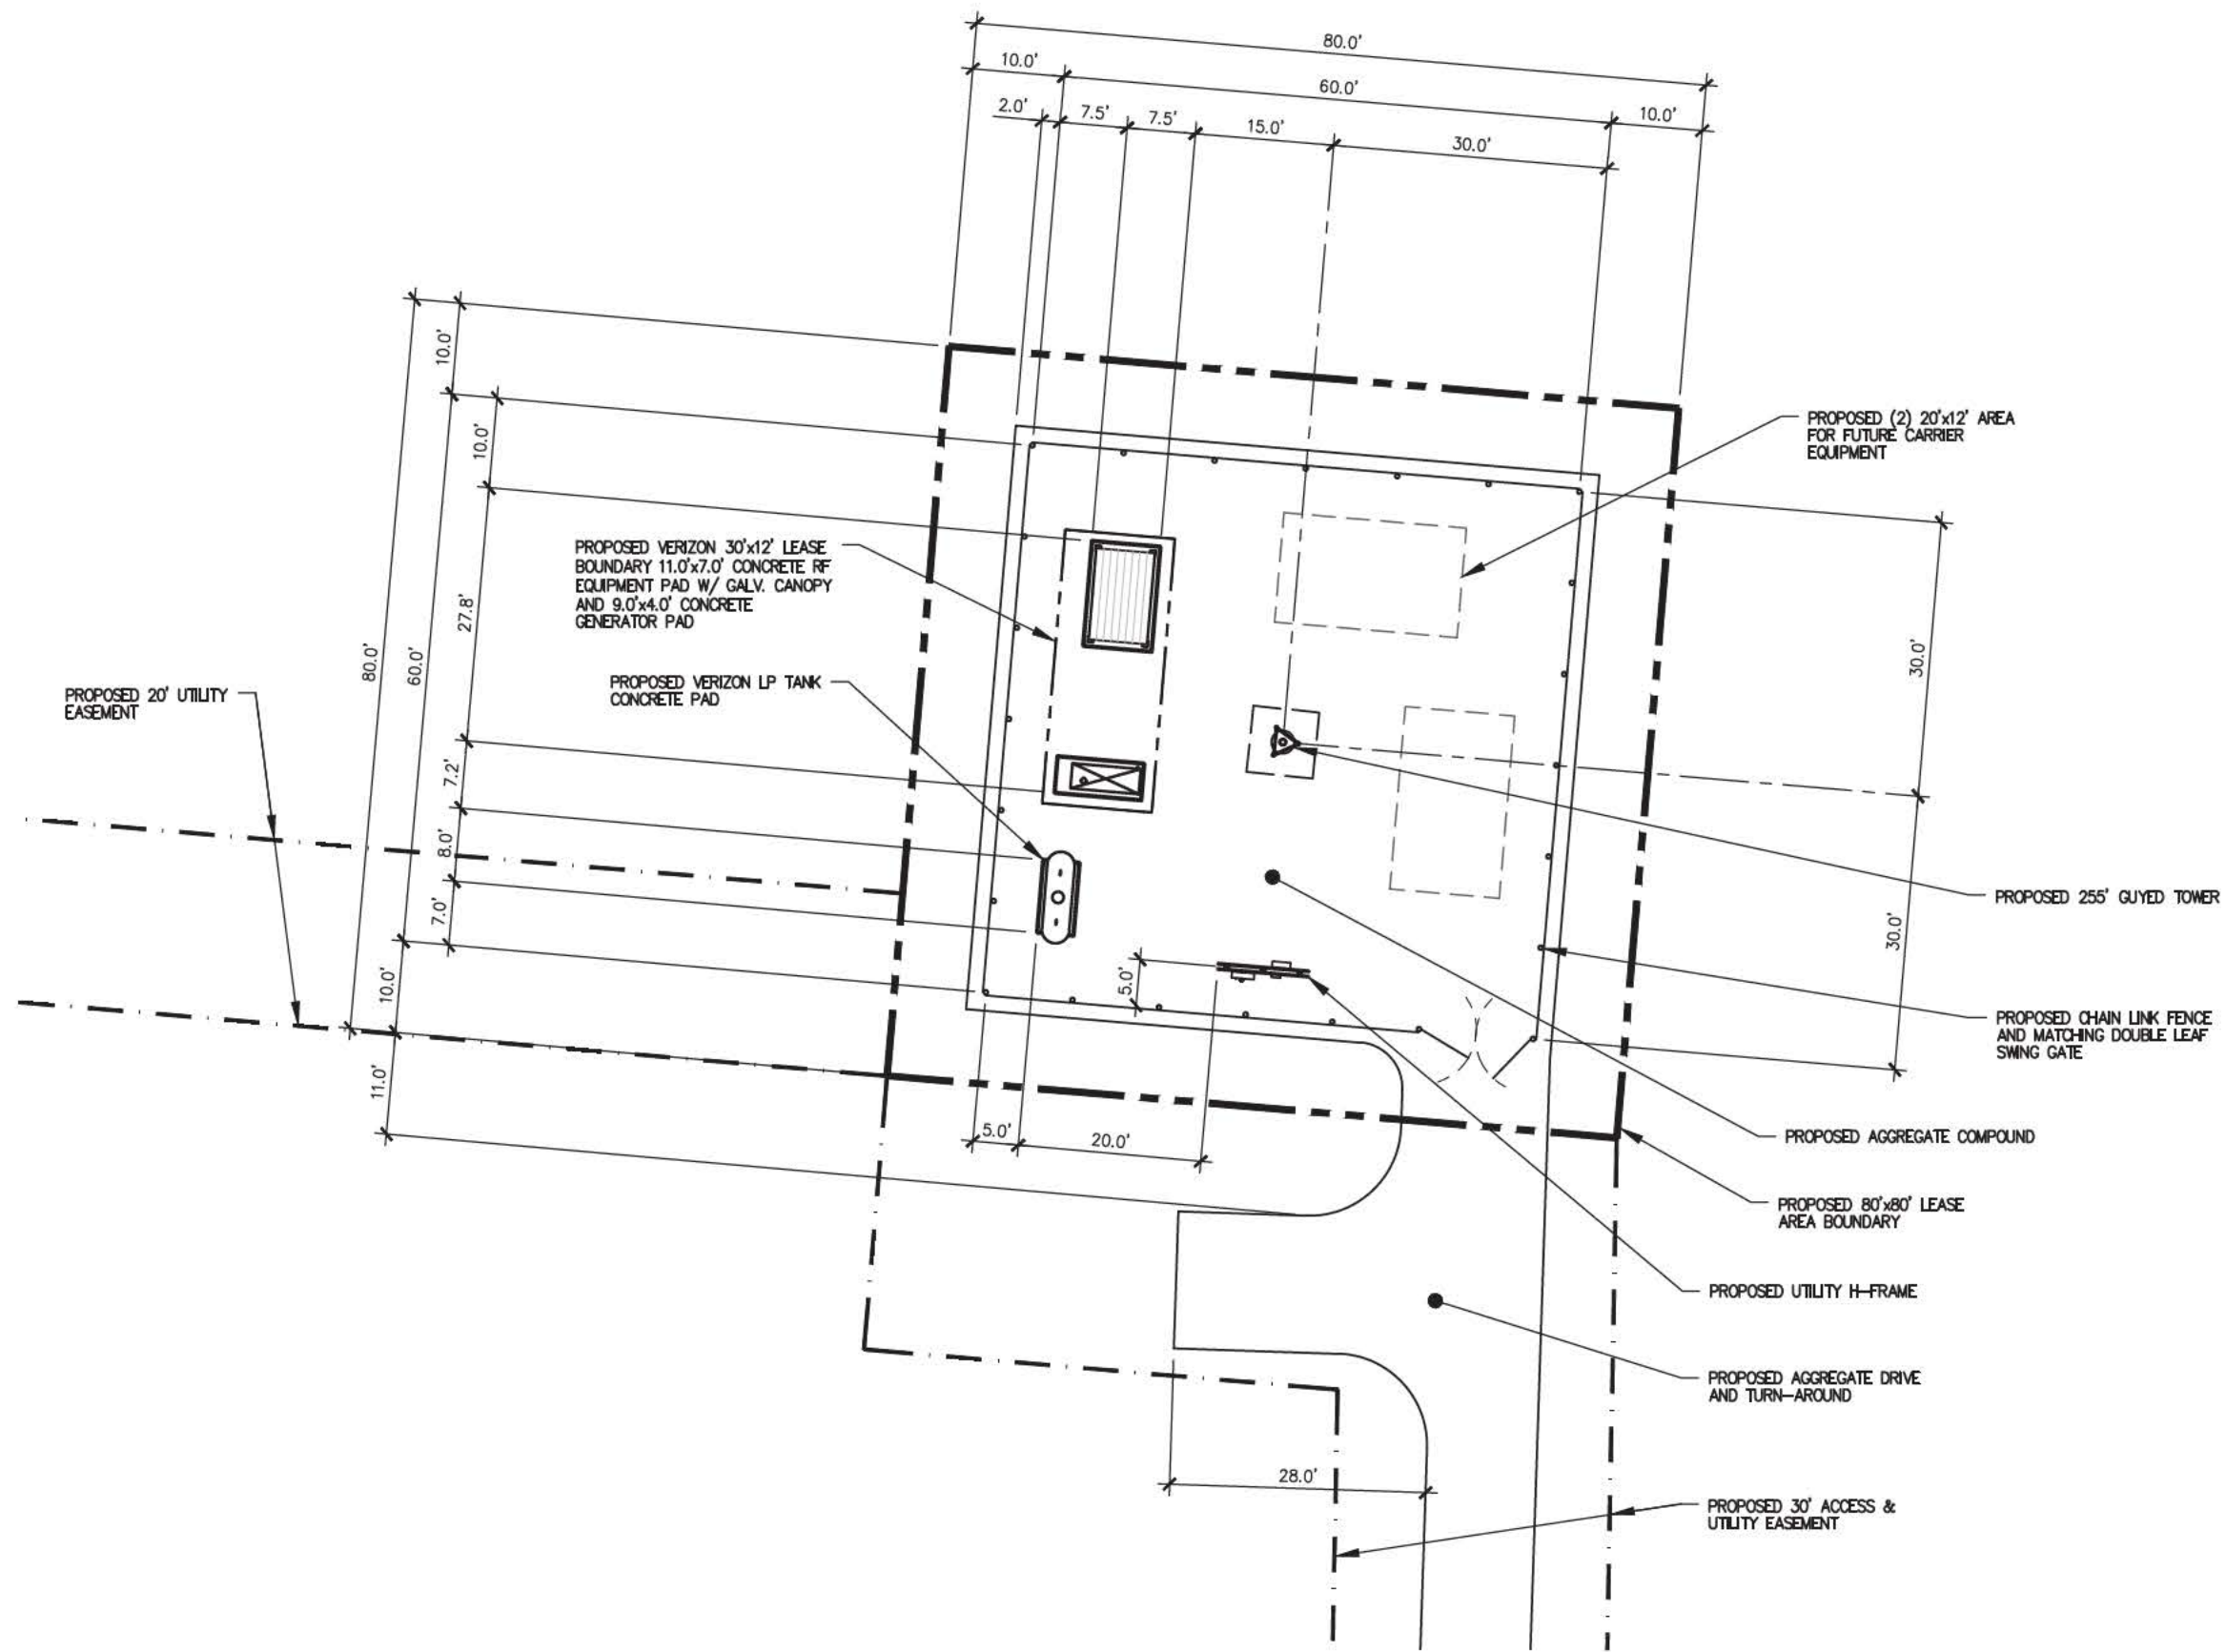 80.0'
10.0'
60.0'
10.0'
2.0'
7.5'
7.5'
15.0'
30.0'
10.0'
10.0'
27.8'
80.0'
60.0'
7.2'
8.0'
7.0'
10.0'
11.0'
PROPOSED VERIZON 30'x12' LEASE
BOUNDARY 11.0'x7.0' CONCRETE RF
EQUIPMENT PAD W/ GALV. CANOPY
AND 9.0'x4.0' CONCRETE
GENERATOR PAD
PROPOSED VERIZON LP TANK
CONCRETE PAD
PROPOSED 20' UTILITY
EASEMENT
5.0'
5.0'
20.0'
28.0'
30.0'
30.0'
PROPOSED (2) 20'x12' AREA
FOR FUTURE CARRIER
EQUIPMENT
PROPOSED 255' GUYED TOWER
PROPOSED CHAIN LINK FENCE
AND MATCHING DOUBLE LEAF
SWING GATE
PROPOSED AGGREGATE COMPOUND
PROPOSED 80'x80' LEASE
AREA BOUNDARY
PROPOSED UTILITY H-FRAME
PROPOSED AGGREGATE DRIVE
AND TURN-AROUND
PROPOSED 30' ACCESS &
UTILITY EASEMENT